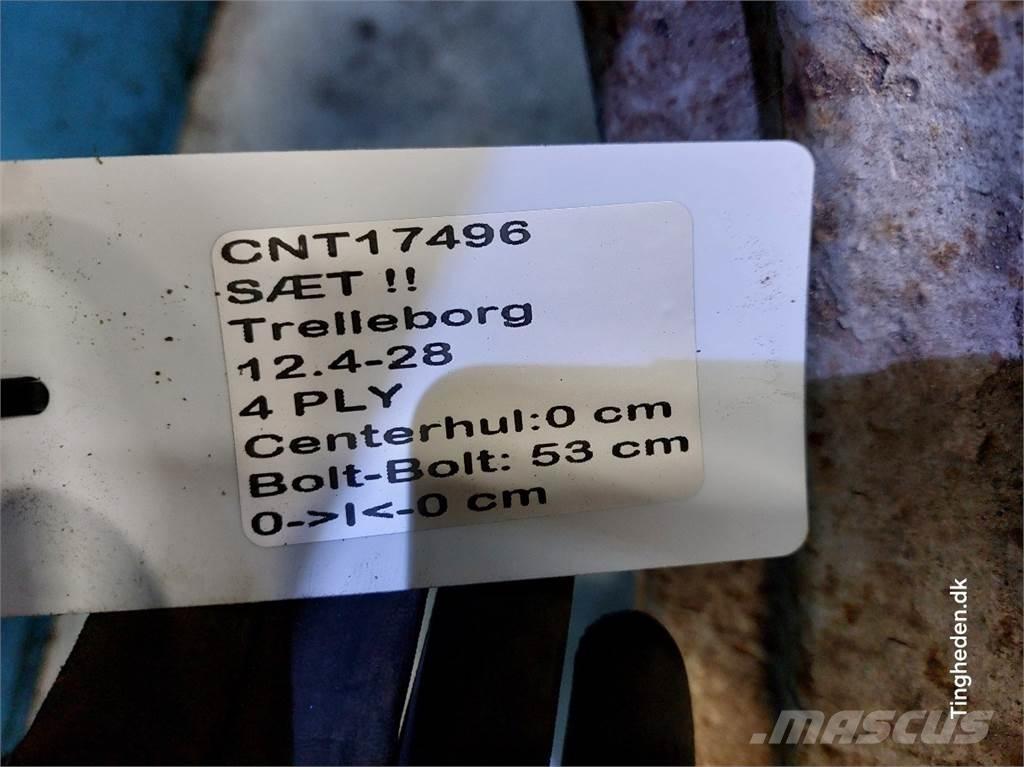 CNT17496
SÆT !!
Trelleborg
12.4-28
4 PLY
Centerhul:0 cm
Bolt-Bolt: 53 cm
0->I<-0 cm
Tingheden.dk
MASCUS